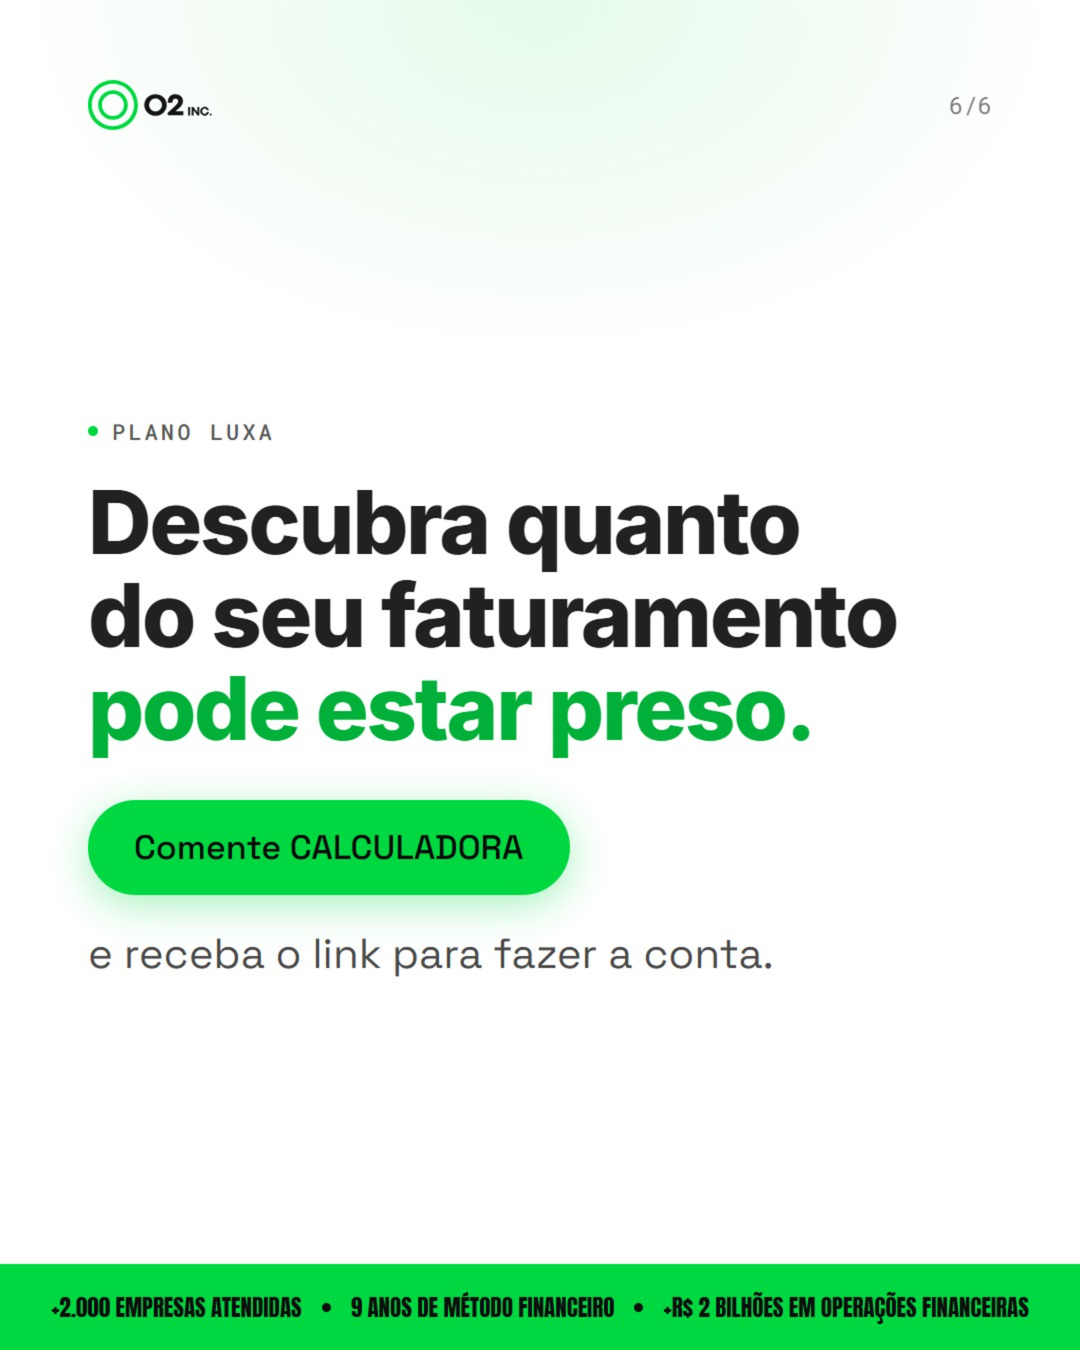 O2 INC.
6/6
PLANO LUXA
Descubra quanto
do seu faturamento
pode estar preso.
Comente CALCULADORA
e receba o link para fazer a conta.
+2.000 EMPRESAS ATENDIDAS • 9 ANOS DE MÉTODO FINANCEIRO • +R$ 2 BILHÕES EM OPERAÇÕES FINANCEIRAS